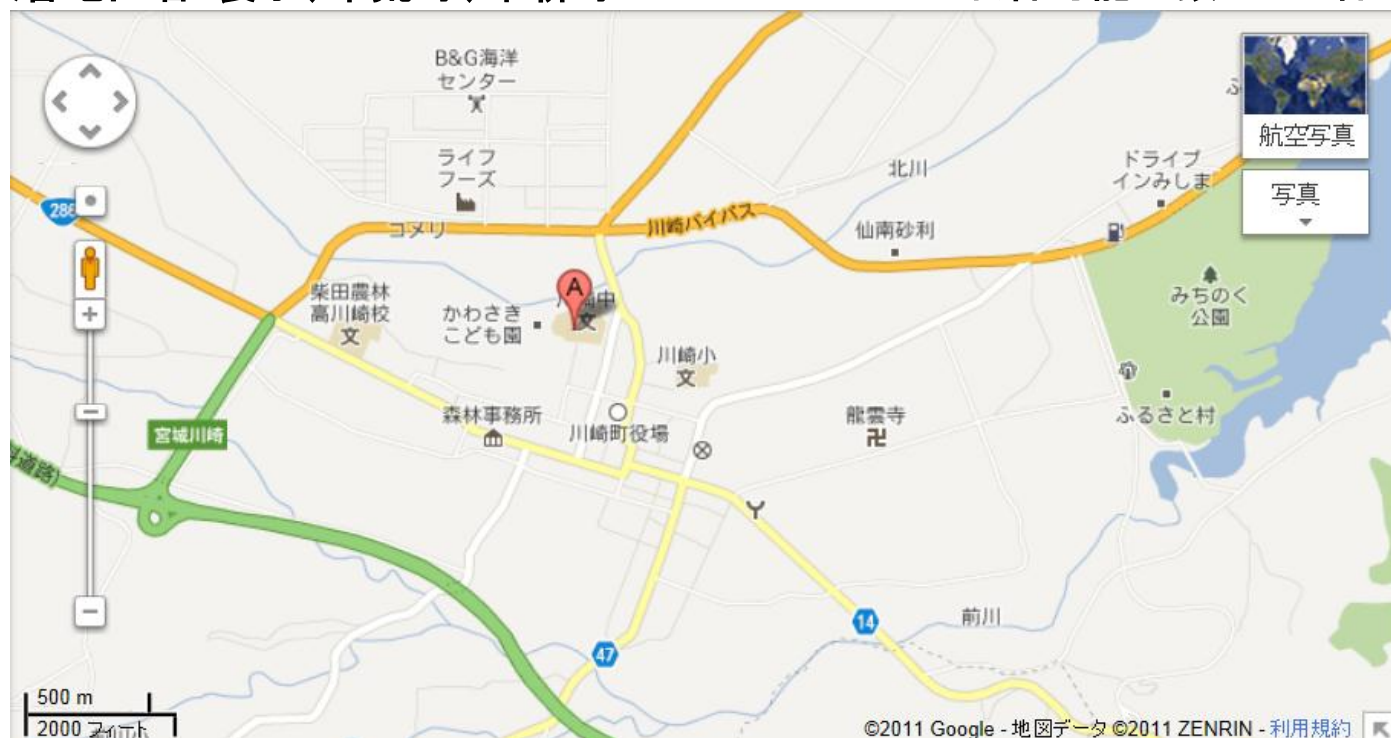 B&G海洋
センター
航空写真
写真
ライフ
フーズ
北川
ドライブ
インみしま
286
コメリ
川崎バイパス
仙南砂利
柴田農林
高川崎校
文
かわさき
こども園
A
文
みちのく
公園
川崎小
文
宮城川崎
森林事務所
川崎町役場
龍雲寺
ふるさと村
14
前川
47
500 m
2000 フィート
©2011 Google - 地図データ ©2011 ZENRIN - 利用規約